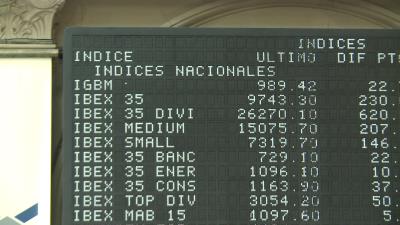 INDICES
INDICE ULTIMO DIF PT
INDICES NACIONALES
IGBM 989.42 22.
IBEX 35 9743.30 230.
IBEX 35 DIVI 26270.10 620.
IBEX MEDIUM 15075.70 207.
IBEX SMALL 7319.70 146.
IBEX 35 BANC 729.10 22.
IBEX 35 ENER 1096.10 10.
IBEX 35 CONS 1163.90 37.
IBEX TOP DIV 3054.20 50.
IBEX MAB 15 1097.60 5.